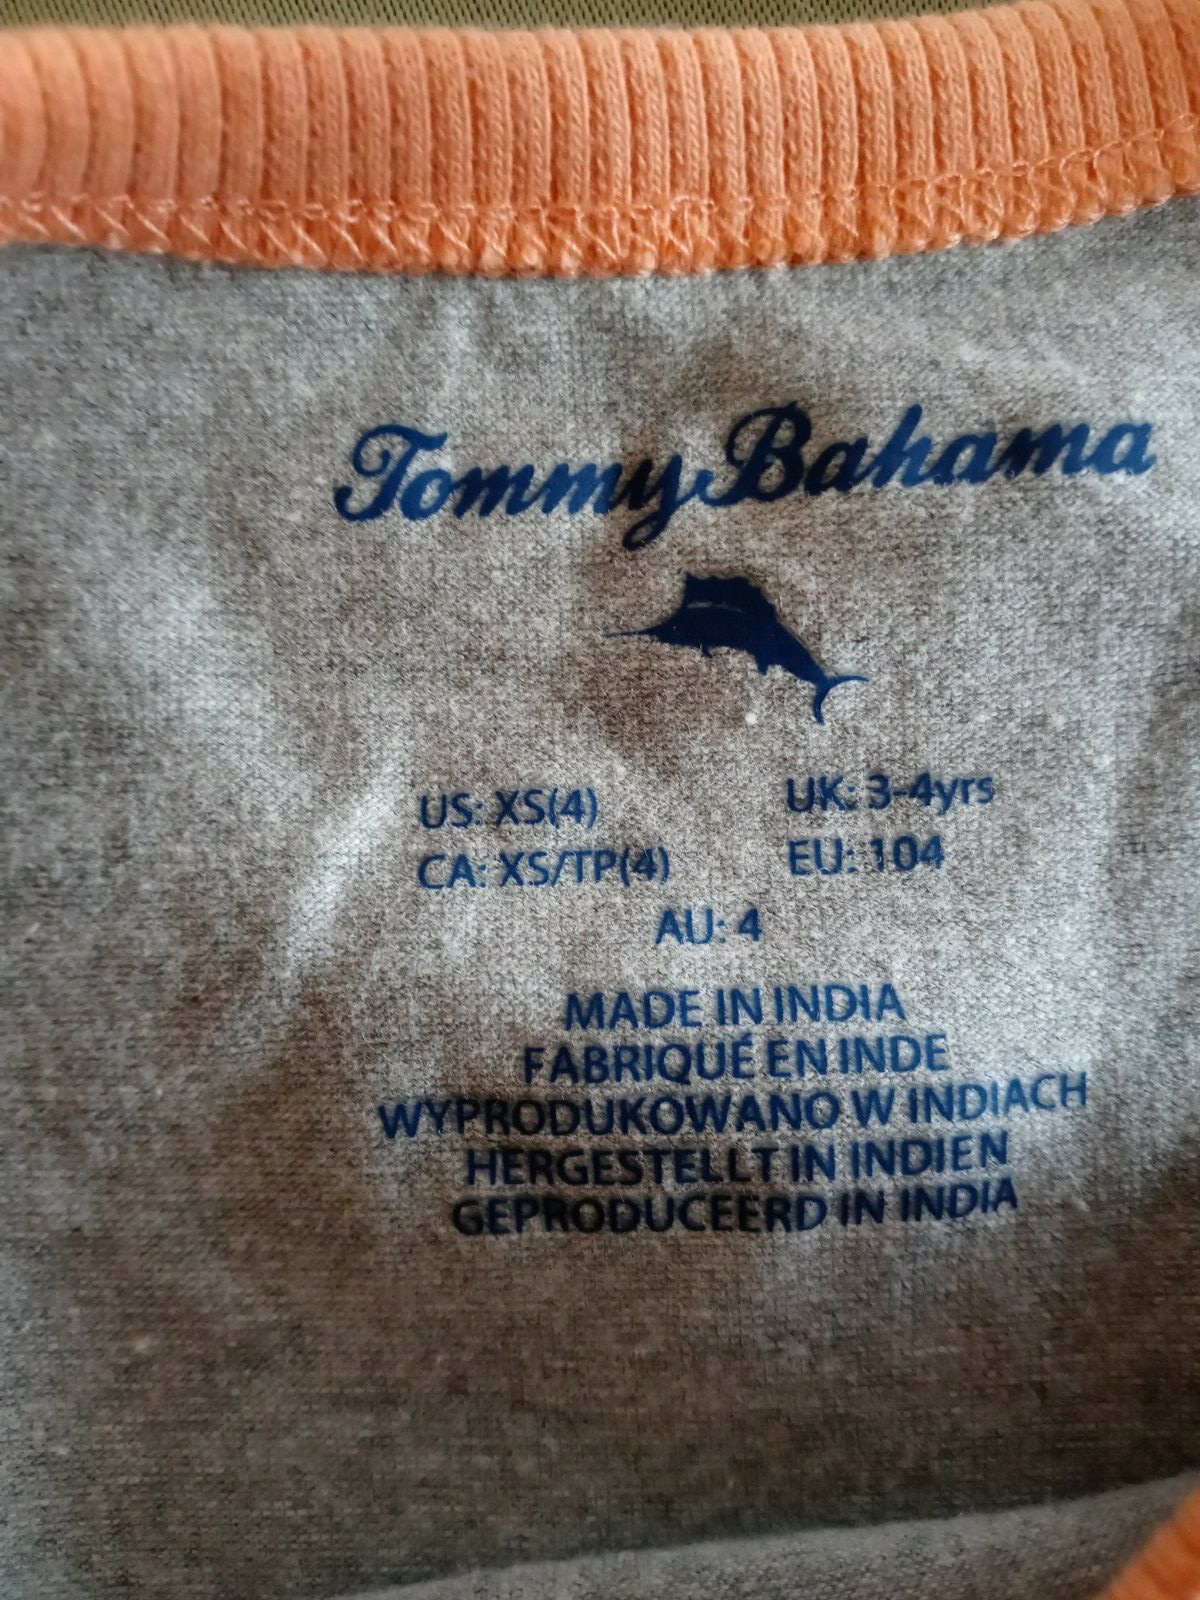 Tommy Bahama
US: XS(4) UK: 3-4yrs
CA: XS/TP(4) EU: 104
AU: 4
MADE IN INDIA
FABRIQUÉ EN INDE
WYPRODUKOWANO W INDIACH
HERGESTELLT IN INDIEN
GEPRODUCEERD IN INDIA